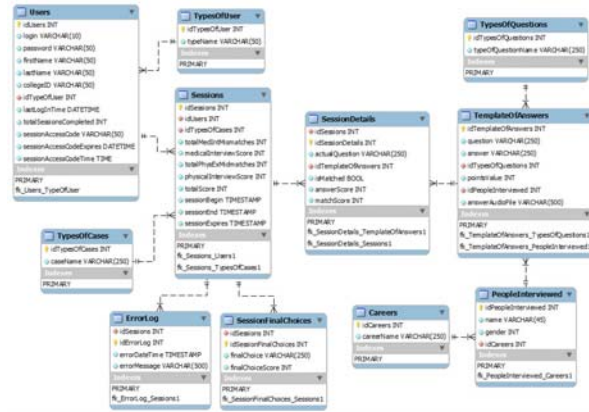 Users
idUsers INT
login VARCHAR(10)
password VARCHAR(50)
firstName VARCHAR(50)
lastName VARCHAR(50)
collegeID VARCHAR(50)
idTypeOfUser INT
lastLogInTime DATETIME
totalSessionsCompleted INT
sessionAccessCode VARCHAR(50)
sessionAccessCodeExpires DATETIME
sessionAccessCodeTime TIME
Indexes
PRIMARY
fk_Users_TypeOfUser
TypesOfUser
idTypesOfUser INT
typeName VARCHAR(50)
Indexes
PRIMARY
Sessions
idSessions INT
idUsers INT
idTypesOfCases INT
totalMedIntMismatches INT
medicalInterviewScore INT
totalPhysExMismatches INT
physicalInterviewScore INT
totalScore INT
sessionBegin TIMESTAMP
sessionEnd TIMESTAMP
sessionExpires TIMESTAMP
Indexes
PRIMARY
fk_Sessions_Users1
fk_Sessions_TypesOfCases1
TypesOfCases
idTypesOfCases INT
caseName VARCHAR(250)
Indexes
PRIMARY
SessionDetails
idSessions INT
idSessionDetails INT
actualQuestion VARCHAR(250)
idTemplateOfAnswers INT
isMatched BOOL
answerScore INT
matchScore INT
Indexes
PRIMARY
fk_SessionDetails_TemplateOfAnswers1
fk_SessionDetails_Sessions1
TypesOfQuestions
idTypesOfQuestions INT
typeOfQuestionName VARCHAR(250)
Indexes
PRIMARY
TemplateOfAnswers
idTemplateOfAnswers INT
question VARCHAR(250)
answer VARCHAR(250)
idTypesOfQuestions INT
pointsValue INT
idPeopleInterviewed INT
answerAudioFile VARCHAR(500)
Indexes
PRIMARY
fk_TemplateOfAnswers_TypesOfQuestions1
fk_TemplateOfAnswers_PeopleInterviewed1
ErrorLog
idSessions INT
idErrorLog INT
errorDateTime TIMESTAMP
errorMessage VARCHAR(500)
Indexes
PRIMARY
fk_ErrorLog_Sessions1
SessionFinalChoices
idSessions INT
idSessionFinalChoices INT
finalChoice VARCHAR(250)
finalChoiceScore INT
Indexes
PRIMARY
fk_SessionFinalChoices_Sessions1
Careers
idCareers INT
careerName VARCHAR(250)
Indexes
PRIMARY
PeopleInterviewed
idPeopleInterviewed INT
name VARCHAR(45)
gender INT
idCareers INT
Indexes
PRIMARY
fk_PeopleInterviewed_Careers1